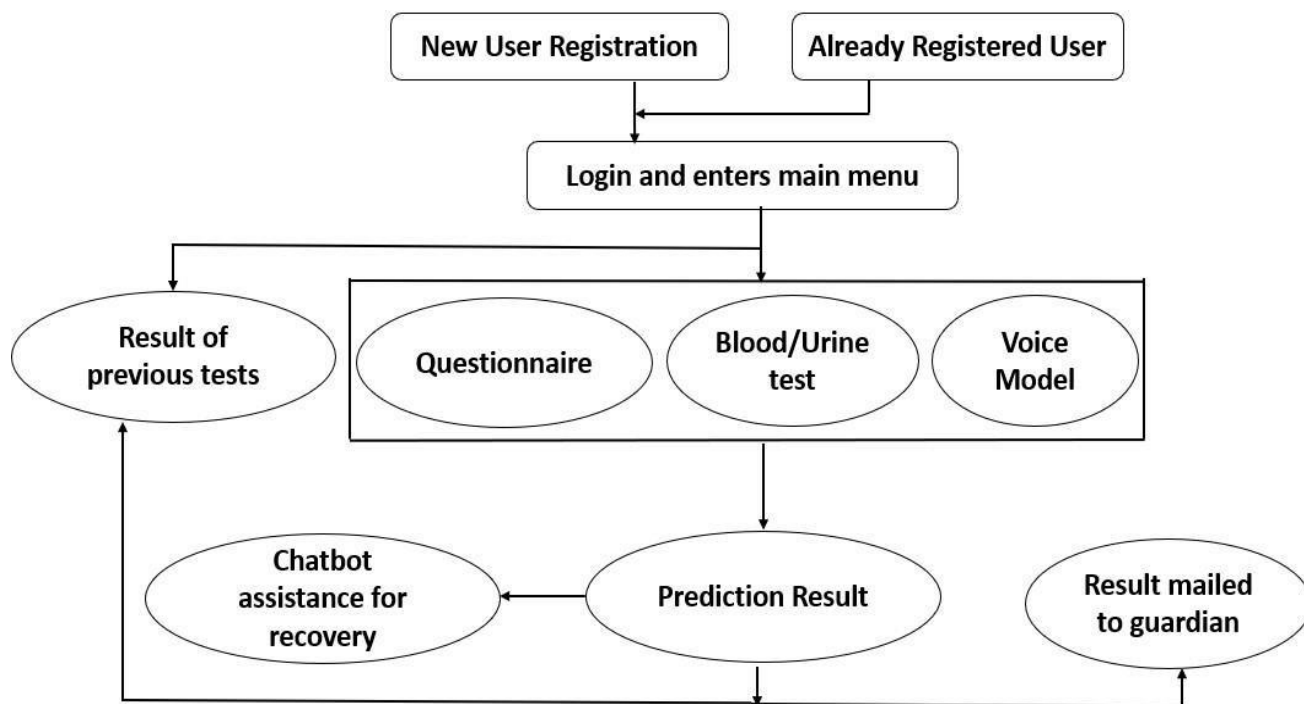 New User Registration
Already Registered User
Login and enters main menu
Result of
previous tests
Questionnaire
Blood/Urine
test
Voice
Model
Chatbot
assistance for
recovery
Prediction Result
Result mailed
to guardian